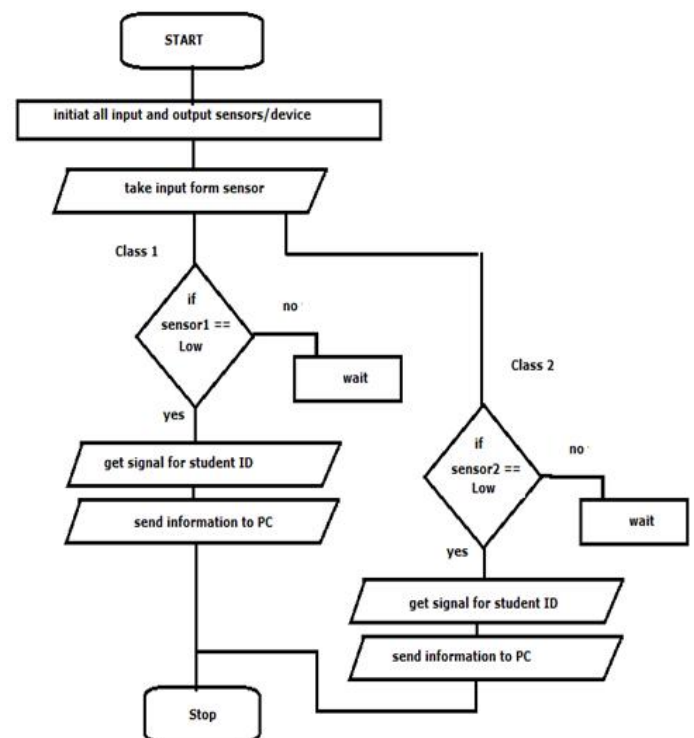 START
initiat all input and output sensors/device
take input form sensor
Class 1
if
sensor1 ==
Low
no
wait
yes
get signal for student ID
send information to PC
Class 2
if
sensor2 ==
Low
no
wait
yes
get signal for student ID
send information to PC
Stop